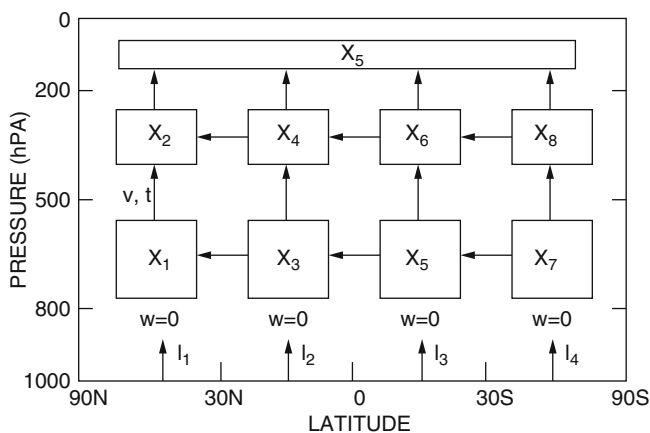 0
X5
200
X2 X4 X6 X8
PRESSURE (hPA)
500
v, t
X1 X3 X5 X7
800
w=0 w=0 w=0 w=0
I1 I2 I3 I4
1000
90N 30N 0 30S 90S
LATITUDE